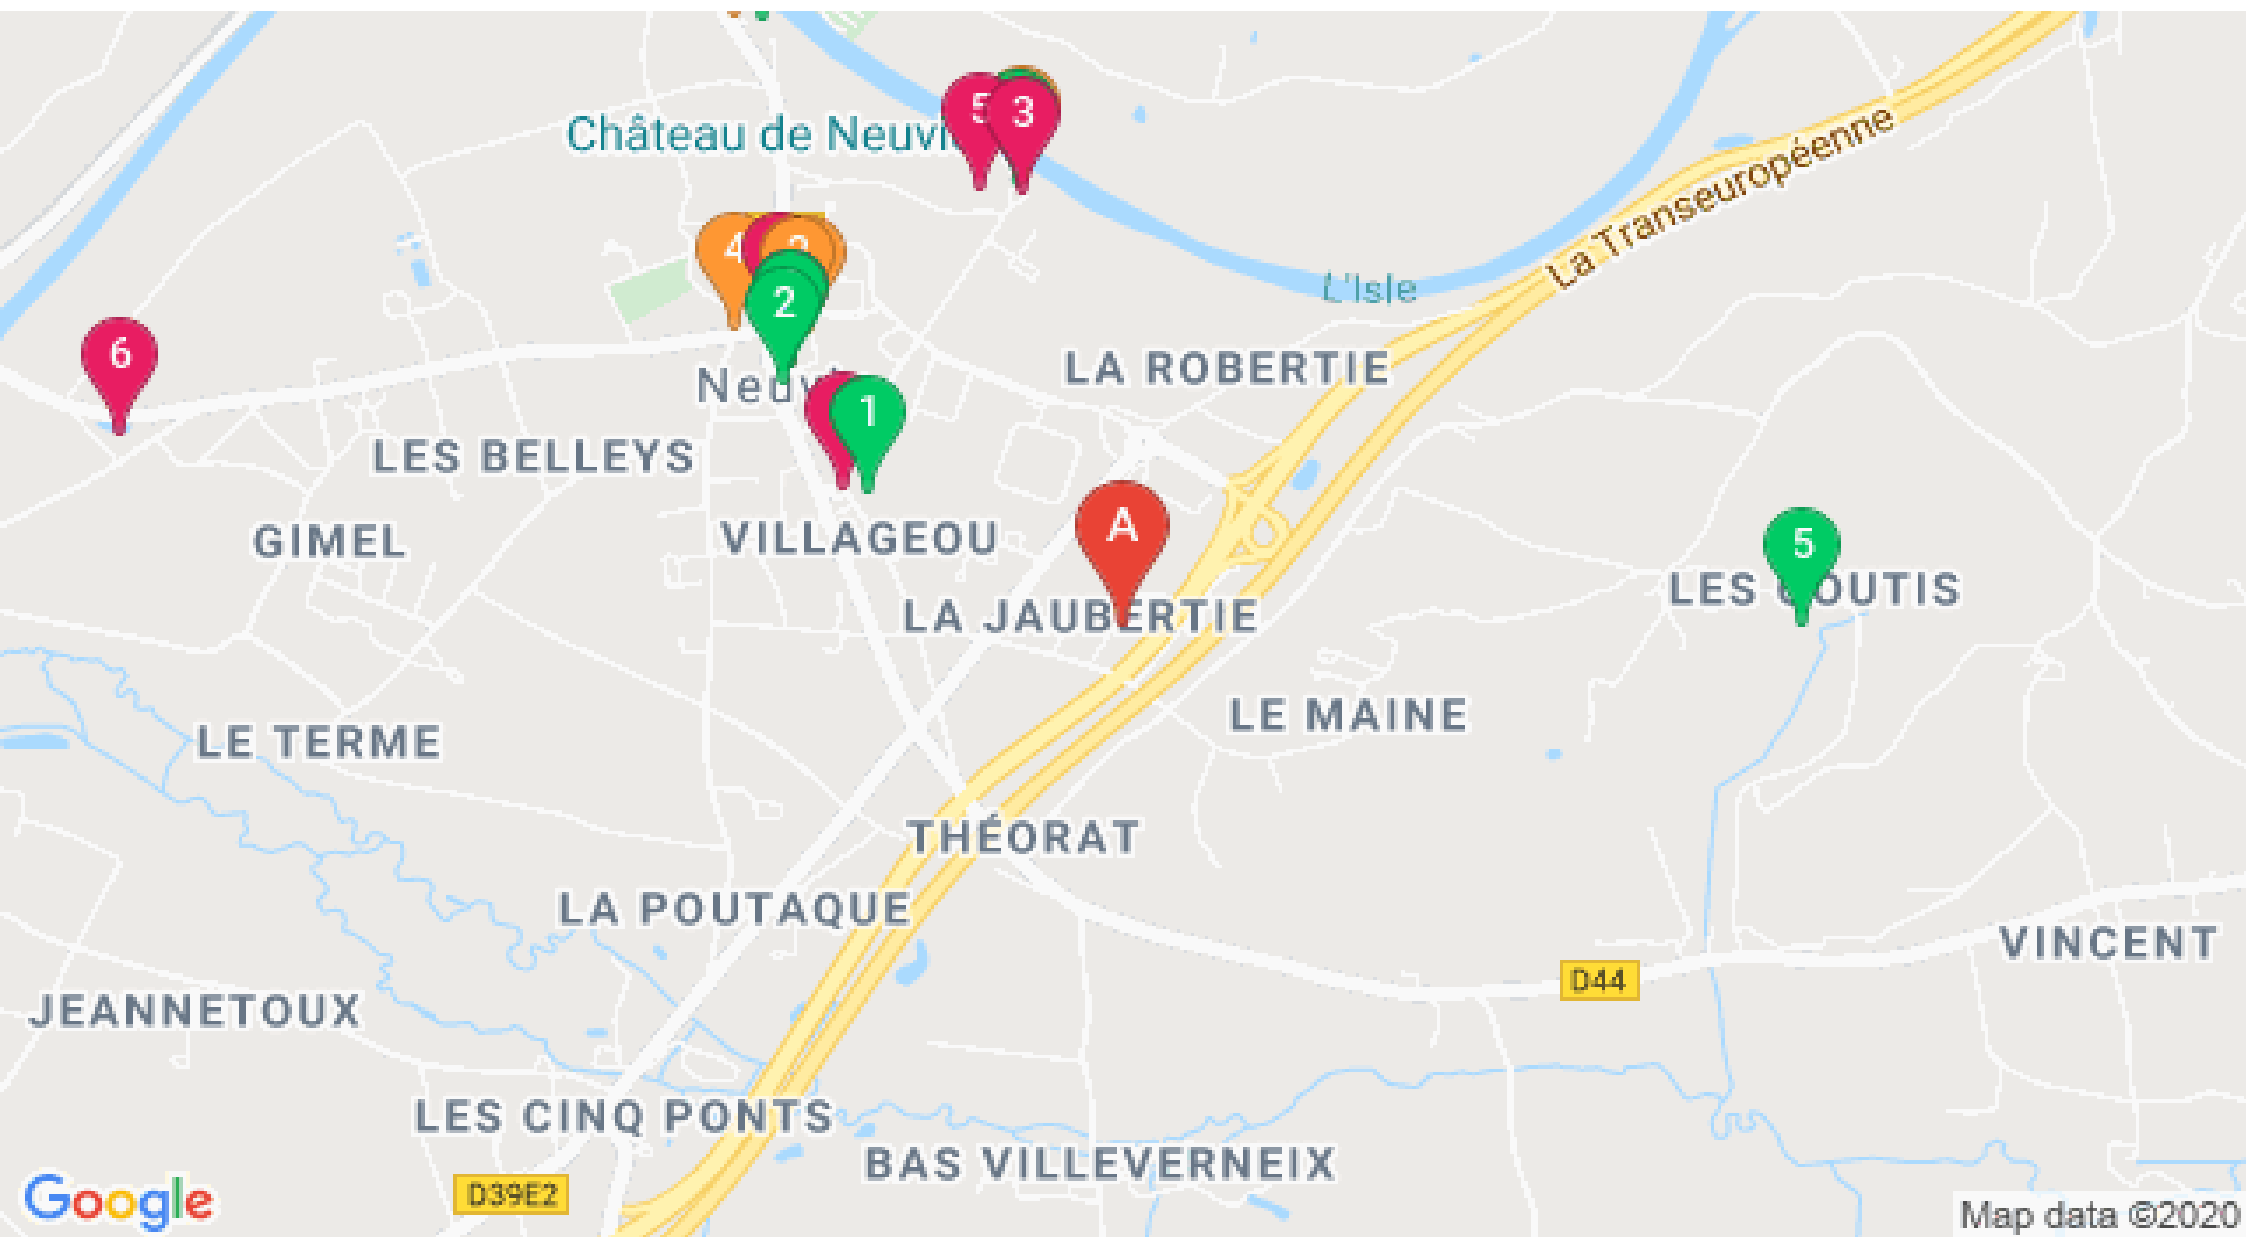 5
3
Château de Neuvi
La Transeuropéenne
4
2
L'Isle
6
LA ROBERTIE
1
LES BELLEYS
GIMEL
VILLAGEOU
A
5
LA JAUBERTIE
LE MAINE
LE TERME
THÉORAT
LA POUTAQUE
VINCENT
D44
JEANNETOUX
LES CINQ PONTS
BAS VILLEVERNEIX
D39E2
Google
Map data ©2020